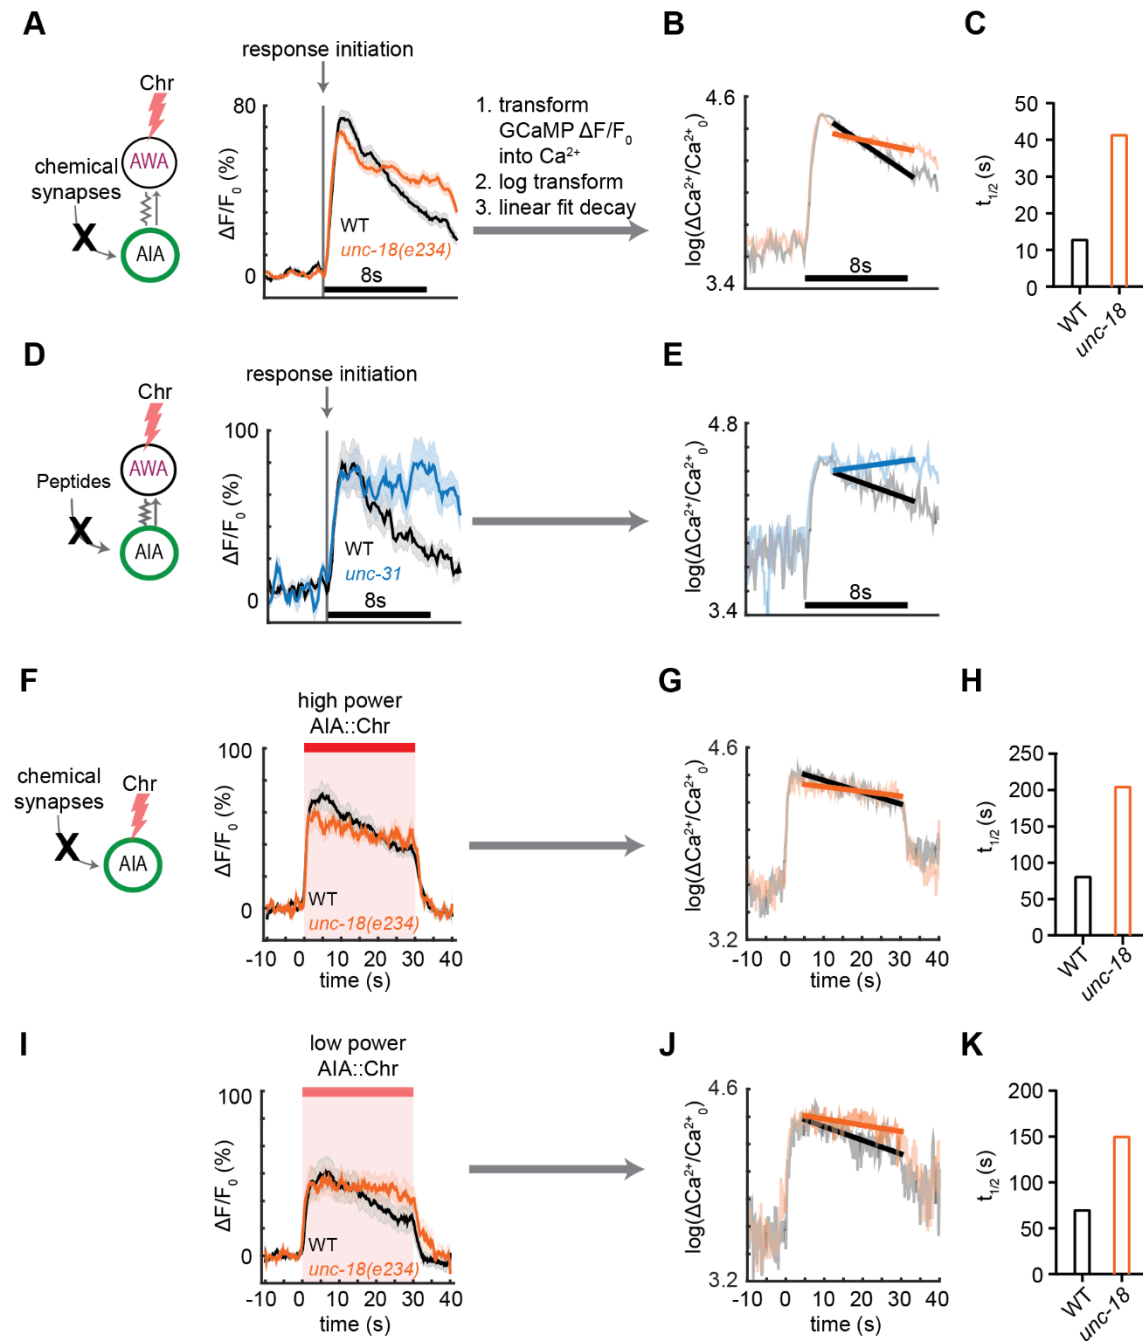 A
response initiation
Chr
AWA
chemical
synapses
X
AIA
80
ΔF/F0 (%)
0
WT
unc-18(e234)
8s
1. transform
GCaMP ΔF/F0
into Ca2+
2. log transform
3. linear fit decay
B
4.6
log(ΔCa2+/Ca2+0)
3.4
8s
C
50
40
30
20
10
0
t1/2 (s)
WT
unc-18
D
response initiation
Chr
AWA
Peptides
X
AIA
100
ΔF/F0 (%)
0
WT
unc-31
8s
E
4.8
log(ΔCa2+/Ca2+0)
3.4
8s
F
high power
AIA::Chr
chemical
synapses
Chr
X
AIA
100
ΔF/F0 (%)
0
WT
unc-18(e234)
-10 0 10 20 30 40
time (s)
G
4.6
log(ΔCa2+/Ca2+0)
3.2
-10 0 10 20 30 40
time (s)
H
250
200
150
100
50
0
t1/2 (s)
WT
unc-18
I
low power
AIA::Chr
100
ΔF/F0 (%)
0
WT
unc-18(e234)
-10 0 10 20 30 40
time (s)
J
4.6
log(ΔCa2+/Ca2+0)
3.2
-10 0 10 20 30 40
time (s)
K
200
150
100
50
0
t1/2 (s)
WT
unc-18